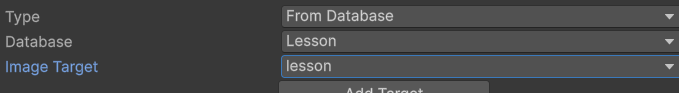 Type From Database
Database Lesson
Image Target lesson
Add Target